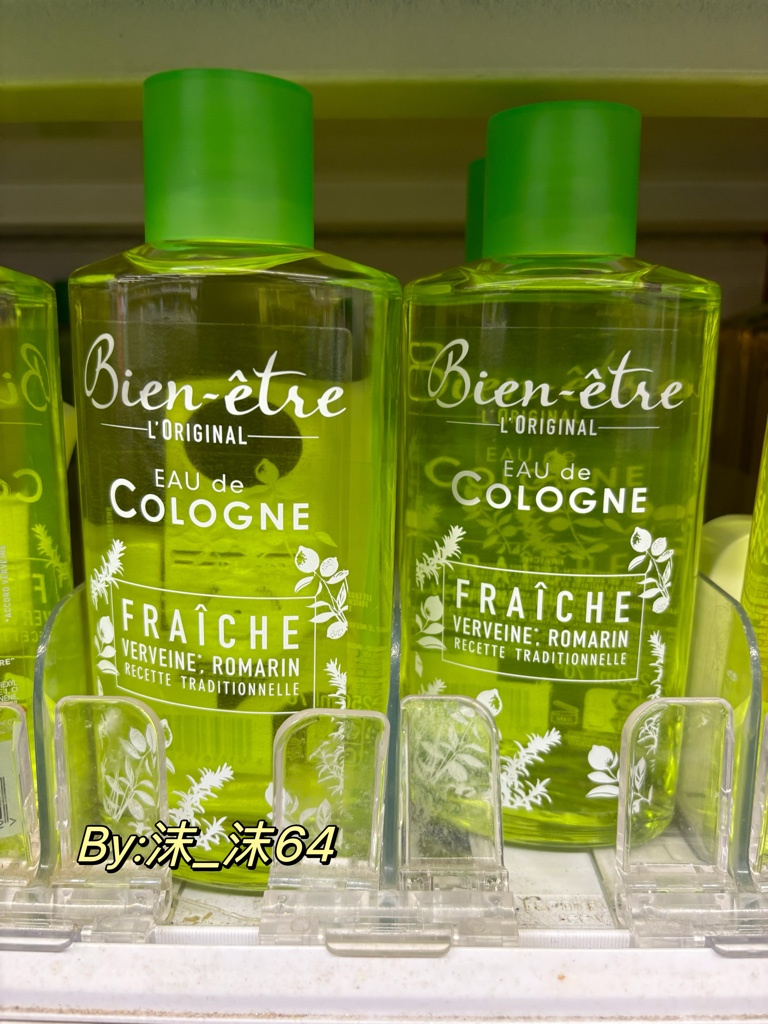 Bien-être
L'ORIGINAL
EAU de
COLOGNE
FRAÎCHE
VERVEINE*, ROMARIN
RECETTE TRADITIONNELLE
Bien-être
L'ORIGINAL
EAU de
COLOGNE
FRAÎCHE
VERVEINE*, ROMARIN
RECETTE TRADITIONNELLE
By:沫_沫64